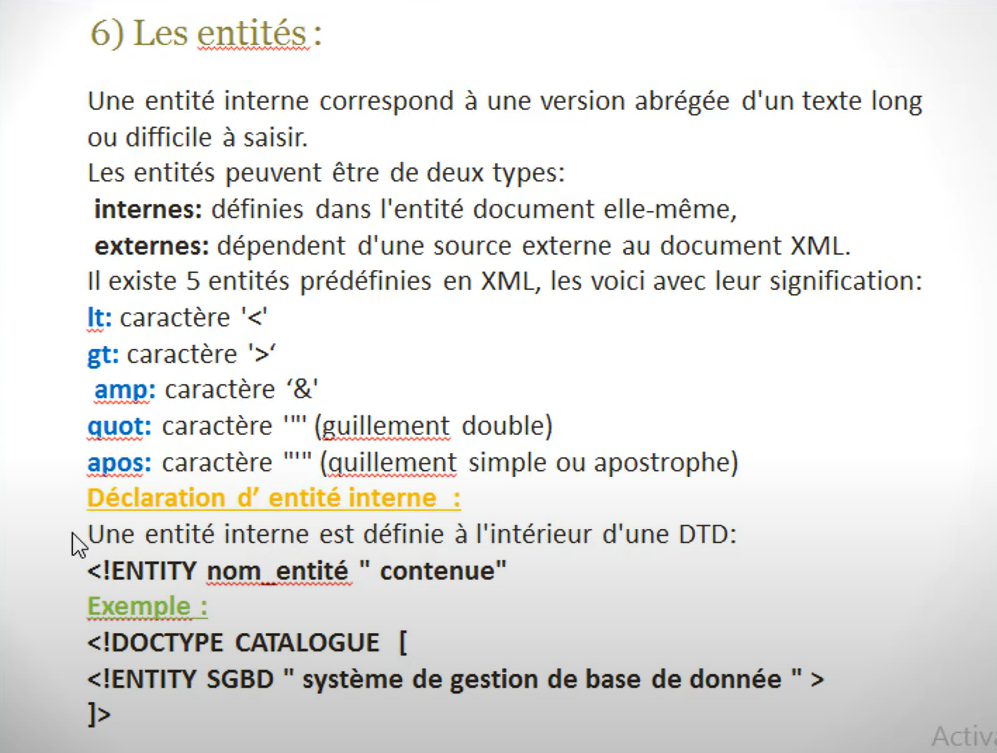 6) Les entités :
Une entité interne correspond à une version abrégée d'un texte long
ou difficile à saisir.
Les entités peuvent être de deux types:
internes: définies dans l'entité document elle-même,
externes: dépendent d'une source externe au document XML.
Il existe 5 entités prédéfinies en XML, les voici avec leur signification:
lt: caractère '<'
gt: caractère '>‘
amp: caractère ‘&'
quot: caractère '"' (guillement double)
apos: caractère "'" (quillement simple ou apostrophe)
Déclaration d’ entité interne :
Une entité interne est définie à l'intérieur d'une DTD:
<!ENTITY nom_entité " contenue"
Exemple :
<!DOCTYPE CATALOGUE [
<!ENTITY SGBD " système de gestion de base de donnée " >
]>
Activa